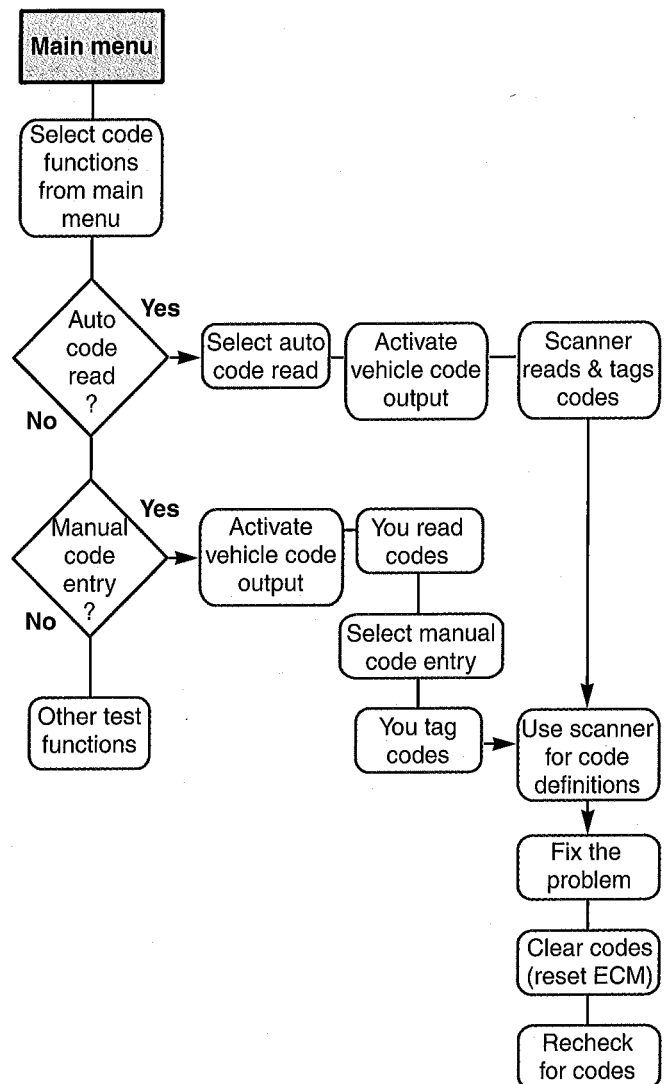 Main menu
Select code
functions
from main
menu
Auto
code
read
?
Yes
No
Select auto
code read
Activate
vehicle code
output
Scanner
reads & tags
codes
Manual
code
entry
?
Yes
No
Activate
vehicle code
output
You read
codes
Select manual
code entry
You tag
codes
Other test
functions
Use scanner
for code
definitions
Fix the
problem
Clear codes
(reset ECM)
Recheck
for codes